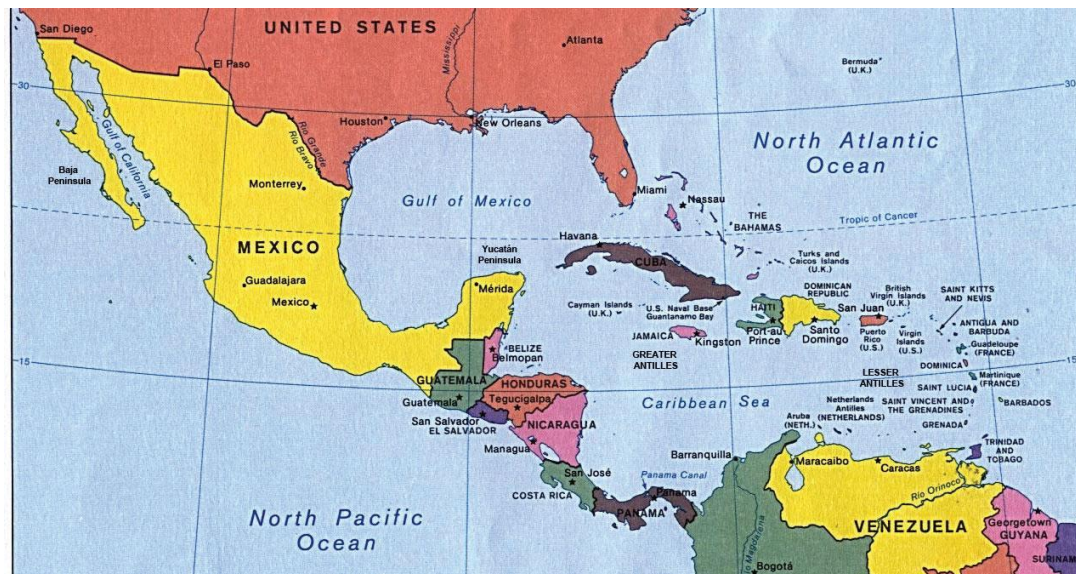 San Diego
UNITED STATES
Mississippi
Atlanta
Bermuda
(U.K.)
El Paso
30
30
30
Houston
New Orleans
Rio Grande
Rio Bravo
Gulf of California
Baja
Peninsula
Monterrey
North Atlantic
Ocean
Miami
Nassau
Gulf of Mexico
THE
BAHAMAS
Tropic of Cancer
Havana
MEXICO
Yucatán
Peninsula
CUBA
Turks and
Caicos Islands
(U.K.)
Guadalajara
Mexico
Mérida
Cayman Islands
(U.K.)
U.S. Naval Base
Guantanamo Bay
HAITI
DOMINICAN
REPUBLIC
San Juan
British
Virgin Islands
(U.K.)
SAINT KITTS
AND NEVIS
JAMAICA
Kingston
Port-au
Prince
Santo
Domingo
Puerto
Rico
(U.S.)
Virgin
Islands
(U.S.)
ANTIGUA AND
BARBUDA
Guadeloupe
(FRANCE)
15
15
BELIZE
Belmopan
GREATER
ANTILLES
DOMINICA
GUATEMALA
HONDURAS
LESSER
ANTILLES
Martinique
(FRANCE)
Guatemala
Tegucigalpa
Caribbean Sea
SAINT LUCIA
Netherlands
Antilles
(NETHERLANDS)
SAINT VINCENT AND
THE GRENADINES
BARBADOS
San Salvador
EL SALVADOR
NICARAGUA
Aruba
(NETH.)
GRENADA
Managua
Barranquilla
Maracaibo
Caracas
TRINIDAD
AND
TOBAGO
San José
COSTA RICA
Panama Canal
Panama
PANAMA
Rio Orinoco
North Pacific
Ocean
Rio Magdalena
VENEZUELA
Georgetown
GUYANA
Bogotá
SURINAM